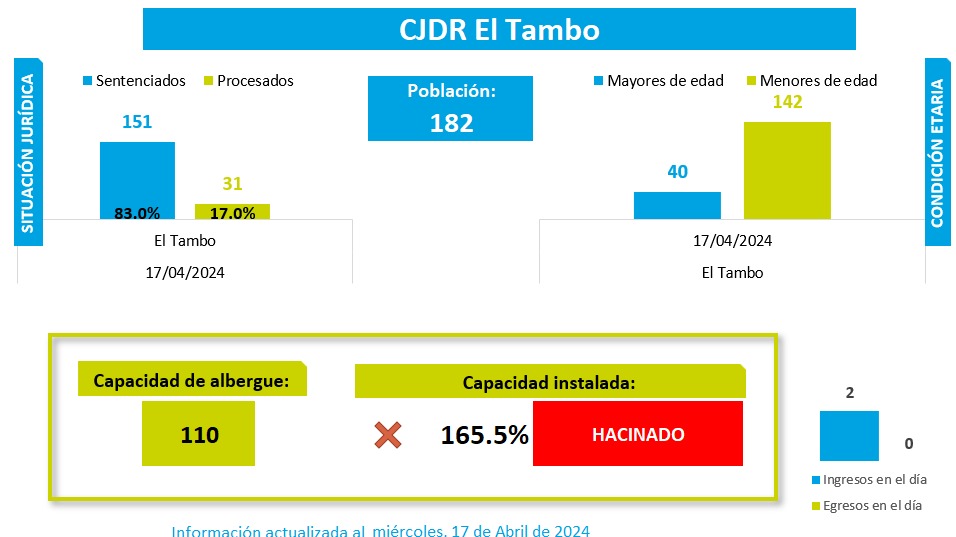 CJDR El Tambo
SITUACIÓN JURÍDICA
Sentenciados
Procesados
151
31
83.0%
17.0%
El Tambo
17/04/2024
Población:
182
Mayores de edad
Menores de edad
40
142
17/04/2024
El Tambo
CONDICIÓN ETARIA
Capacidad de albergue:
110
Capacidad instalada:
165.5%
HACINADO
2
0
Ingresos en el día
Egresos en el día
Información actualizada al miércoles, 17 de Abril de 2024